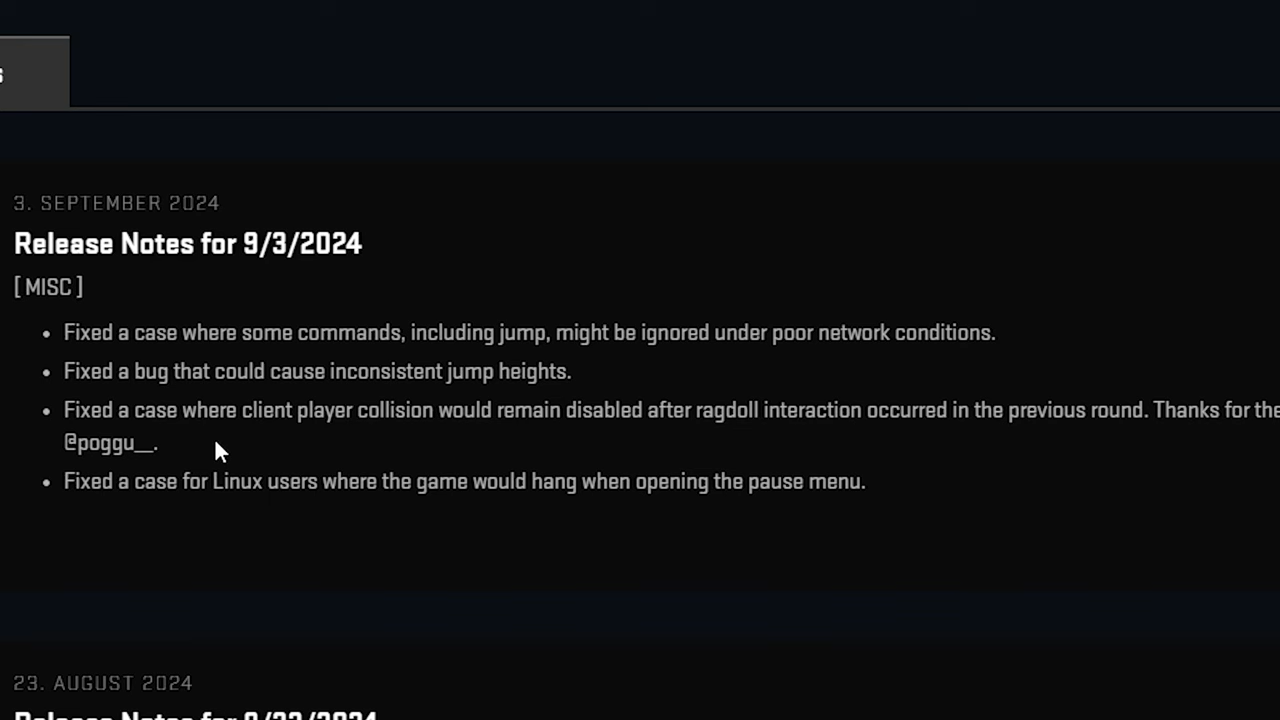 s
3. SEPTEMBER 2024
Release Notes for 9/3/2024
[ MISC ]
• Fixed a case where some commands, including jump, might be ignored under poor network conditions.
• Fixed a bug that could cause inconsistent jump heights.
• Fixed a case where client player collision would remain disabled after ragdoll interaction occurred in the previous round. Thanks for the
@poggu__.
• Fixed a case for Linux users where the game would hang when opening the pause menu.
23. AUGUST 2024
Release Notes for